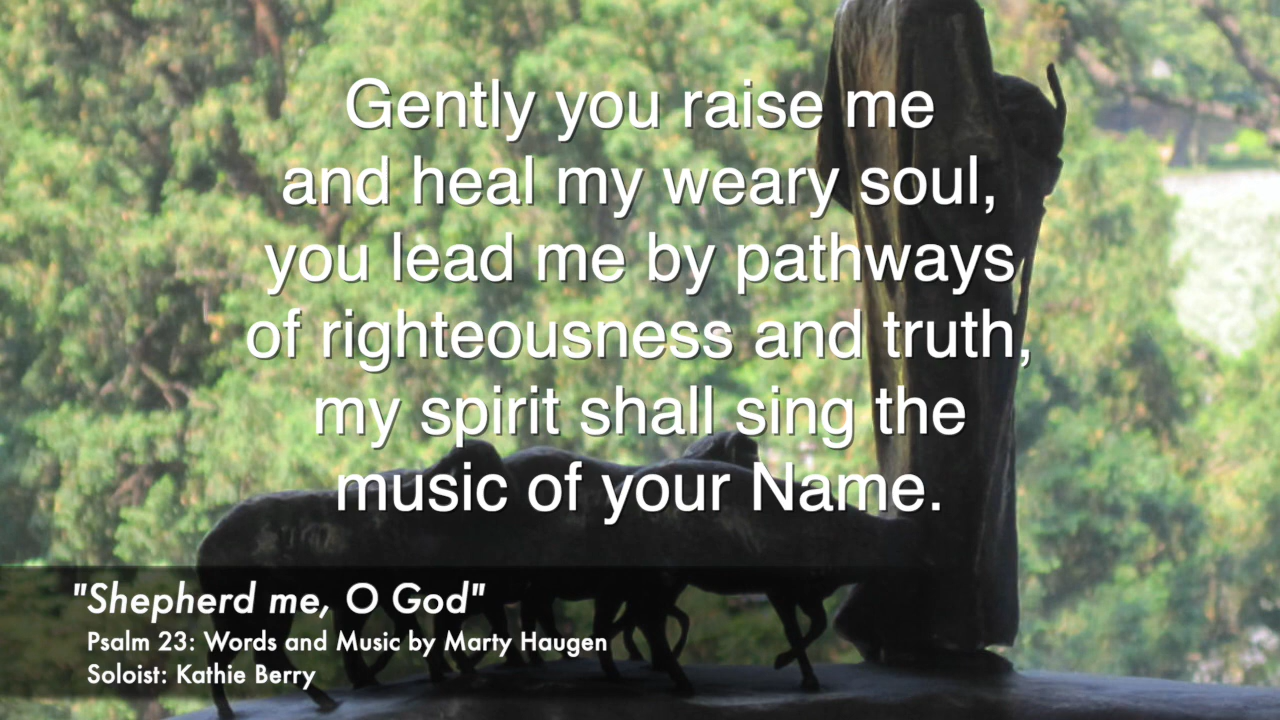 Gently you raise me
and heal my weary soul,
you lead me by pathways
of righteousness and truth,
my spirit shall sing the
music of your Name.
"Shepherd me, O God"
Psalm 23: Words and Music by Marty Haugen
Soloist: Kathie Berry